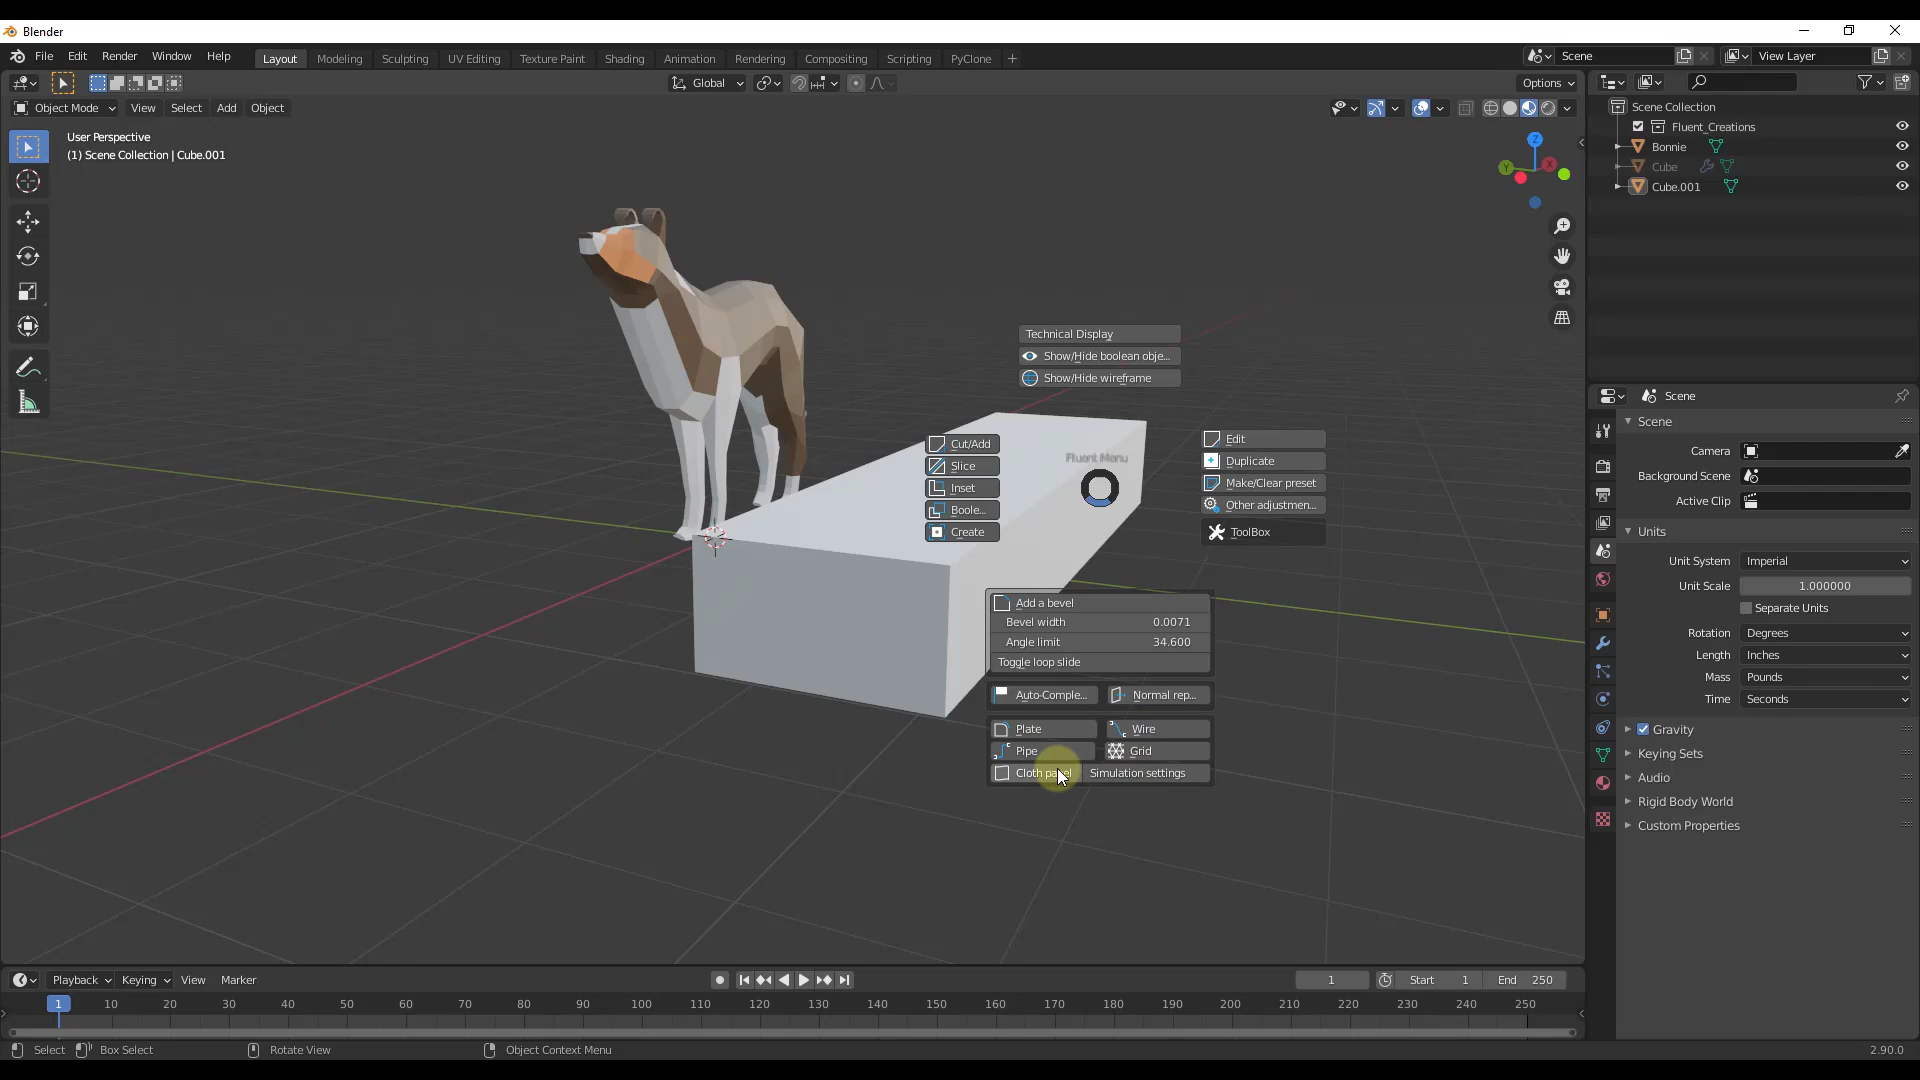 Blender
File Edit Render Window Help Layout Modeling Sculpting UV Editing Texture Paint Shading Animation Rendering Compositing Scripting PyClone + Scene View Layer
Global Options
Object Mode View Select Add Object
User Perspective
(1) Scene Collection | Cube.001
Z
Y X
Scene Collection
Fluent_Creations
Bonnie
Cube
Cube.001
Technical Display
Show/Hide boolean obje...
Show/Hide wireframe
Fluent Menu
Cut/Add
Slice
Inset
Boole...
Create
Edit
Duplicate
Make/Clear preset
Other adjustmen...
ToolBox
Add a bevel
Bevel width 0.0071
Angle limit 34.600
Toggle loop slide
Auto-Comple... Normal rep...
Plate Wire
Pipe Grid
Cloth panel Simulation settings
Scene
Scene
Camera
Background Scene
Active Clip
Units
Unit System Imperial
Unit Scale 1.000000
Separate Units
Rotation Degrees
Length Inches
Mass Pounds
Time Seconds
Gravity
Keying Sets
Audio
Rigid Body World
Custom Properties
Playback Keying View Marker 1 Start 1 End 250
1 10 20 30 40 50 60 70 80 90 100 110 120 130 140 150 160 170 180 190 200 210 220 230 240 250
Select Box Select Rotate View Object Context Menu 2.90.0